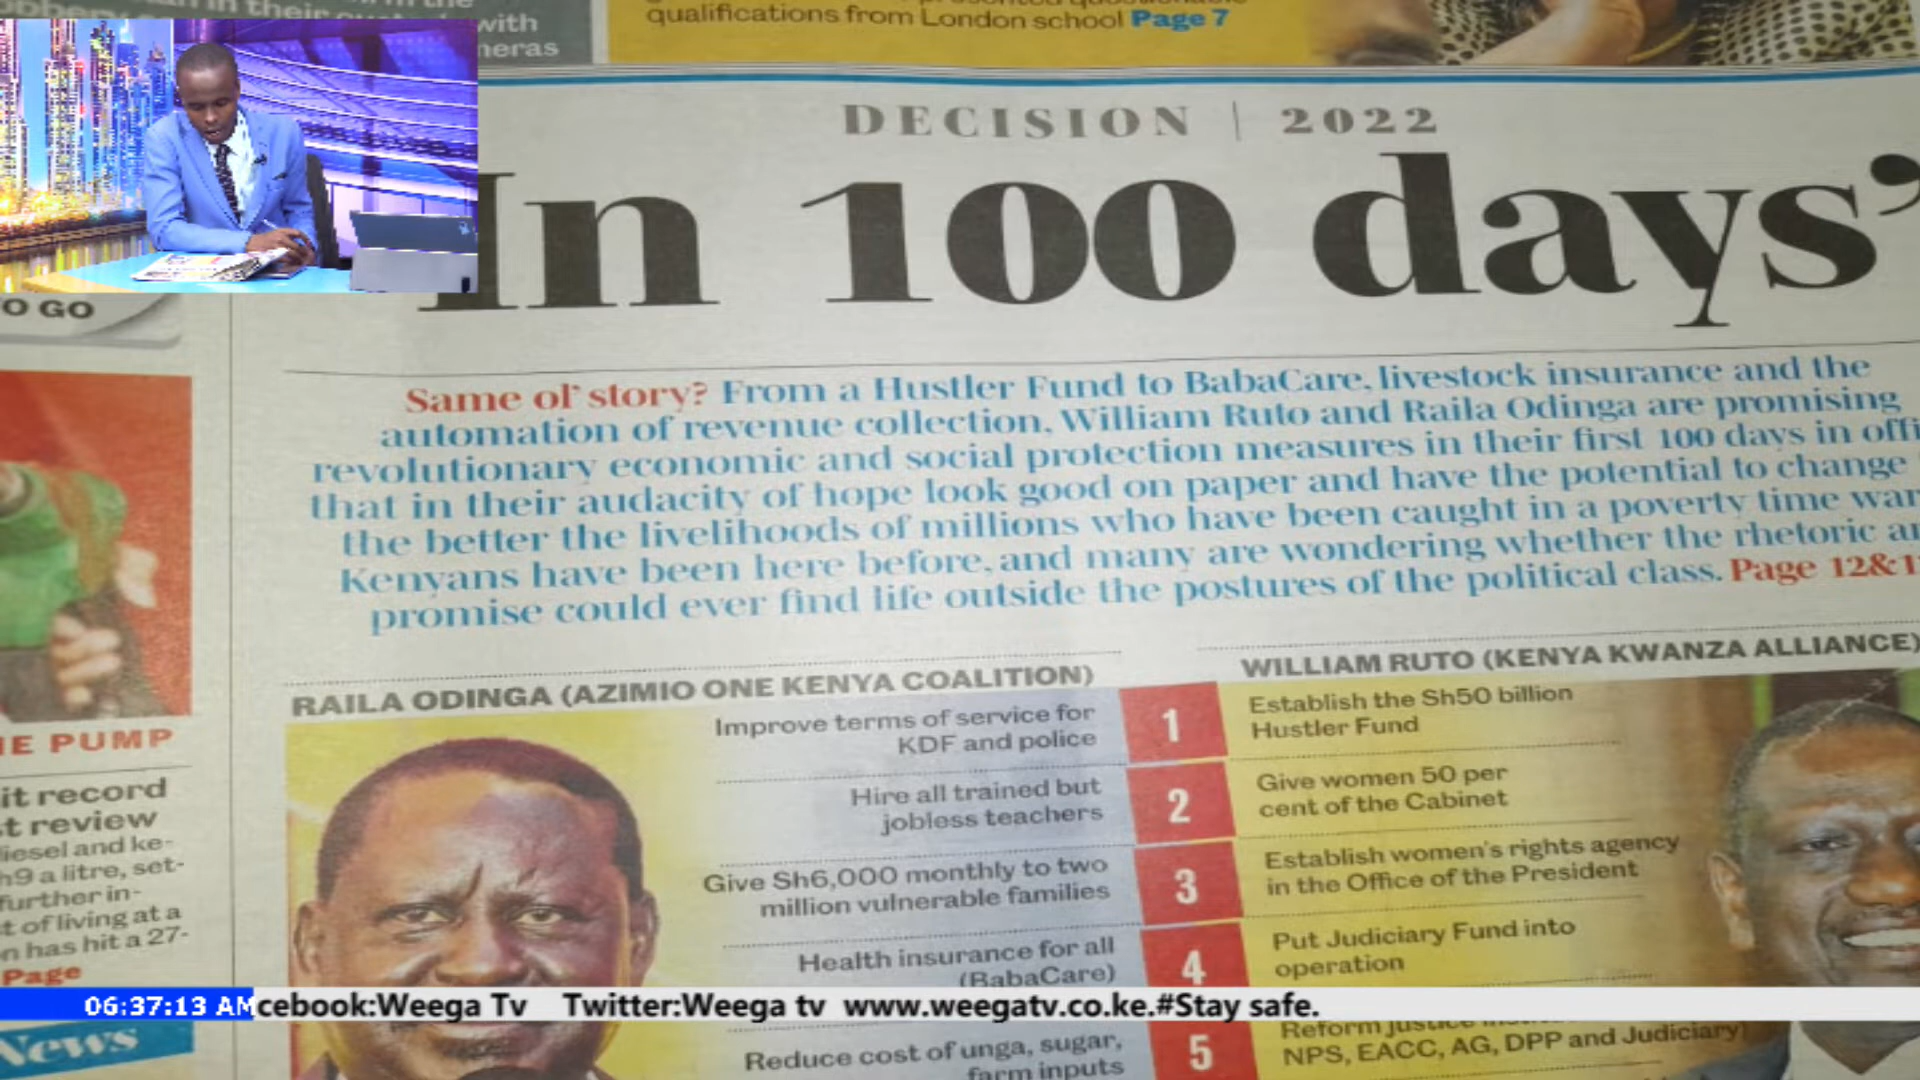 in their
with
neras
qualifications from London school Page 7
DECISION | 2022
In 100 days'
O GO
Same ol' story? From a Hustler Fund to BabaCare, livestock insurance and the
automation of revenue collection, William Ruto and Raila Odinga are promising
revolutionary economic and social protection measures in their first 100 days in offi
that in their audacity of hope look good on paper and have the potential to change
the better the livelihoods of millions who have been caught in a poverty time war
Kenyans have been here before, and many are wondering whether the rhetoric a
promise could ever find life outside the postures of the political class. Page 12&1
RAILA ODINGA (AZIMIO ONE KENYA COALITION)
Improve terms of service for
KDF and police
Hire all trained but
jobless teachers
Give Sh6,000 monthly to two
million vulnerable families
Health insurance for all
(BabaCare)
Reduce cost of unga, sugar,
farm inputs
1
2
3
4
5
WILLIAM RUTO (KENYA KWANZA ALLIANCE)
Establish the Sh50 billion
Hustler Fund
Give women 50 per
cent of the Cabinet
Establish women's rights agency
in the Office of the President
Put Judiciary Fund into
operation
Reform justice
NPS, EACC, AG, DPP and Judiciary)
IE PUMP
it record
t review
iesel and ke-
h9 a litre, set-
further in-
t of living at a
n has hit a 27-
Page
06:37:13 AM
cebook:Weega Tv Twitter:Weega tv www.weegatv.co.ke.#Stay safe.
News